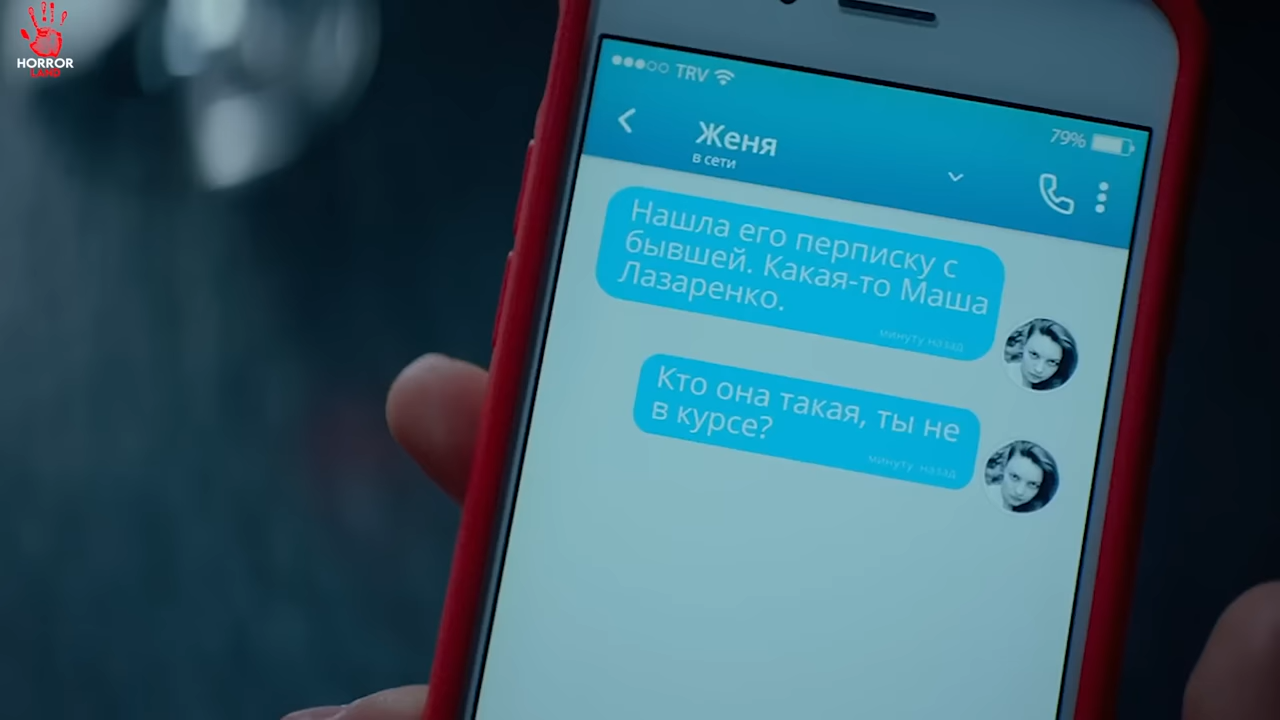 HORROR
LAND
TRV
79%
Женя
в сети
Нашла его перписку с
бывшей. Какая-то Маша
Лазаренко.
минуту назад
Кто она такая, ты не
в курсе?
минуту назад